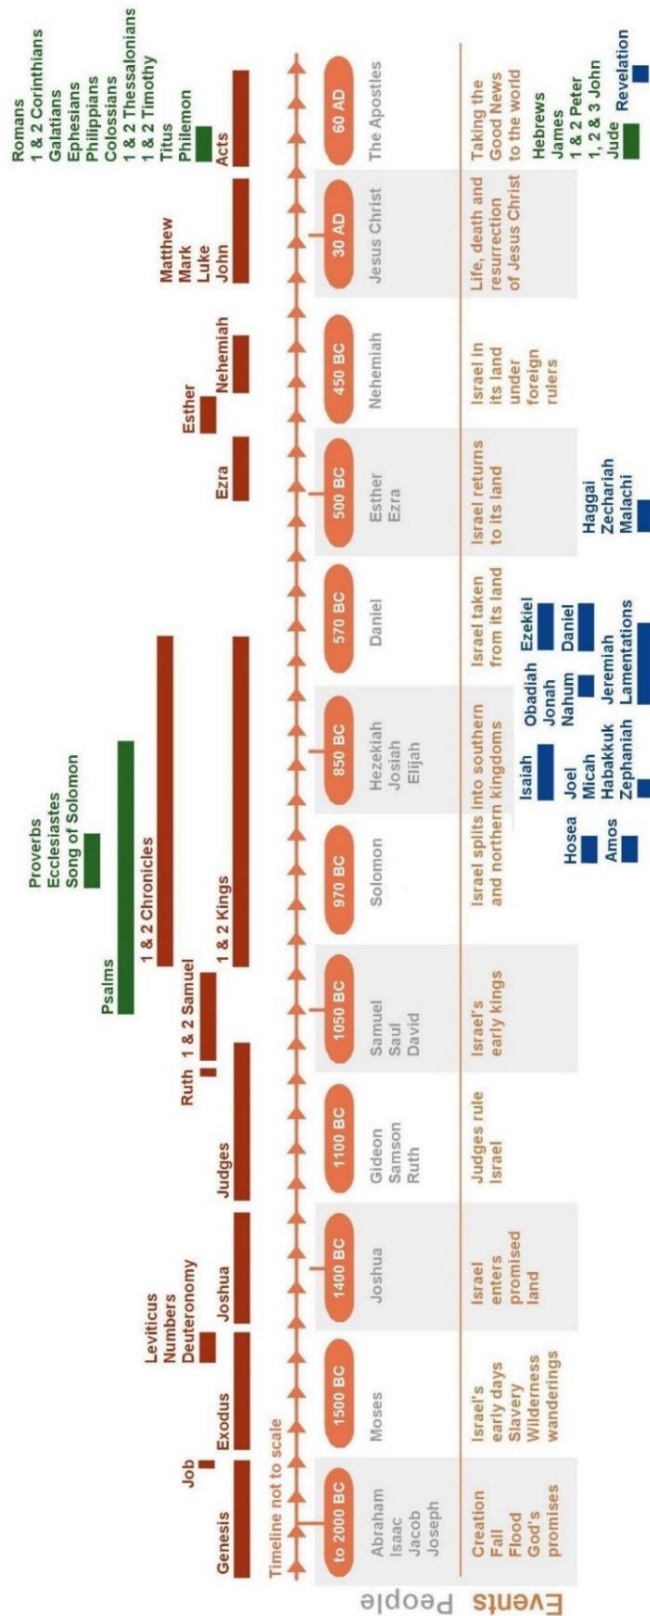 Proverbs
Ecclesiastes
Song of Solomon
Psalms
1 & 2 Chronicles
Ruth 1 & 2 Samuel
1 & 2 Kings
Job
Genesis
Leviticus
Numbers
Deuteronomy
Exodus
Joshua
Judges
Esther
Ezra
Nehemiah
Matthew
Mark
Luke
John
Romans
1 & 2 Corinthians
Galatians
Ephesians
Philippians
Colossians
1 & 2 Thessalonians
1 & 2 Timothy
Titus
Philemon
Acts
Timeline not to scale
to 2000 BC
1500 BC
1400 BC
1100 BC
1050 BC
970 BC
850 BC
570 BC
500 BC
450 BC
30 AD
60 AD
People
Abraham
Isaac
Jacob
Joseph
Moses
Joshua
Gideon
Samson
Ruth
Samuel
Saul
David
Solomon
Hezekiah
Josiah
Elijah
Daniel
Esther
Ezra
Nehemiah
Jesus Christ
The Apostles
Events
Creation
Fall
Flood
God's
promises
Israel's
early days
Slavery
Wilderness
wanderings
Israel
enters
promised
land
Judges rule
Israel
Israel's
early kings
Israel splits into southern
and northern kingdoms
Israel taken
from its land
Israel returns
to its land
Israel in
its land
under
foreign
rulers
Life, death and
resurrection
of Jesus Christ
Taking the
Good News
to the world
Hosea
Amos
Isaiah
Joel
Micah
Habakkuk
Zephaniah
Obadiah
Jonah
Nahum
Jeremiah
Lamentations
Ezekiel
Daniel
Haggai
Zechariah
Malachi
Hebrews
James
1 & 2 Peter
1, 2 & 3 John
Jude
Revelation